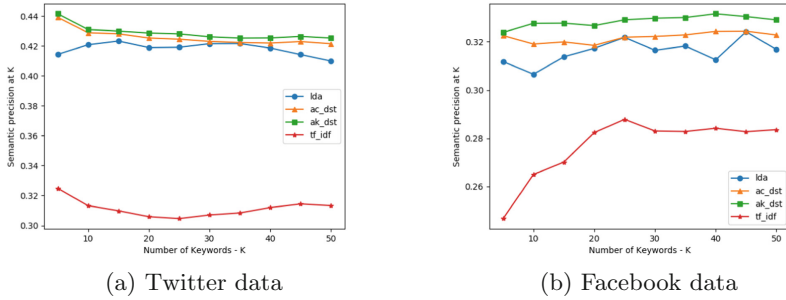 0.44
0.42
0.40
0.38
0.36
0.34
0.32
0.30
Semantic precision at K
lda
ac_dst
ak_dst
tf_idf
10 20 30 40 50
Number of Keywords - K
(a) Twitter data
0.32
0.30
0.28
0.26
Semantic precision at K
lda
ac_dst
ak_dst
tf_idf
10 20 30 40 50
Number of Keywords - K
(b) Facebook data